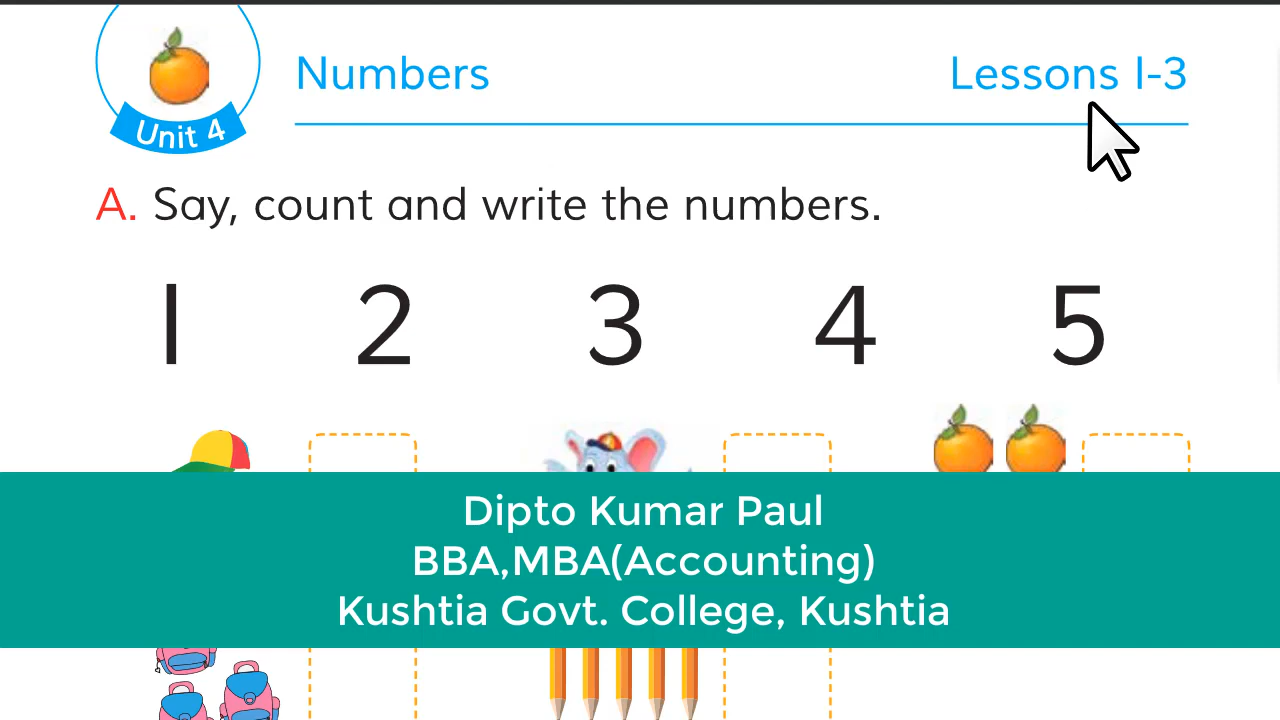 Unit 4
Numbers
Lessons 1-3
A. Say, count and write the numbers.
1 2 3 4 5
Dipto Kumar Paul
BBA,MBA(Accounting)
Kushtia Govt. College, Kushtia